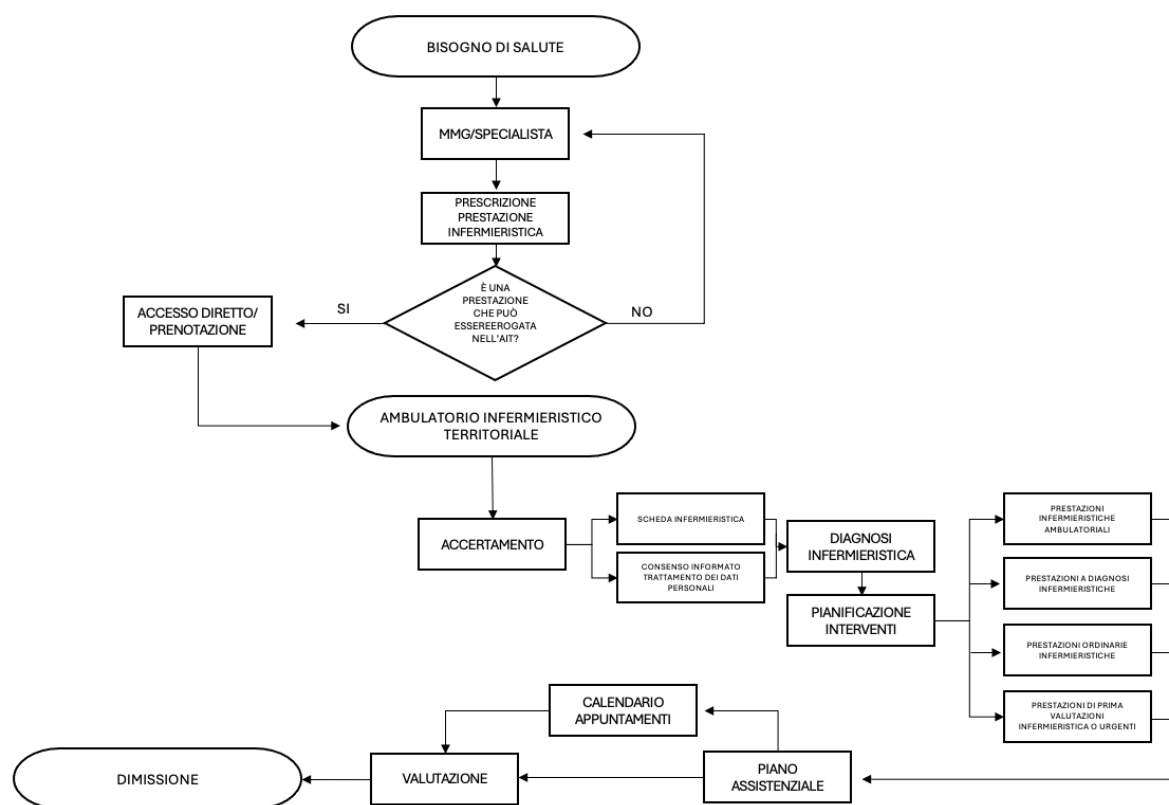 BISOGNO DI SALUTE
MMG/SPECIALISTA
PRESCRIZIONE
PRESTAZIONE
INFERMIERISTICA
È UNA
PRESTAZIONE
CHE PUÒ
ESSEREEROGATA
NELL'AIT?
SI
NO
ACCESSO DIRETTO/
PRENOTAZIONE
AMBULATORIO INFERMIERISTICO
TERRITORIALE
ACCERTAMENTO
SCHEDA INFERMIERISTICA
CONSENSO INFORMATO
TRATTAMENTO DEI DATI
PERSONALI
DIAGNOSI
INFERMIERISTICA
PIANIFICAZIONE
INTERVENTI
PRESTAZIONI
INFERMIERISTICHE
AMBULATORIALI
PRESTAZIONI A DIAGNOSI
INFERMIERISTICHE
PRESTAZIONI ORDINARIE
INFERMIERISTICHE
PRESTAZIONI DI PRIMA
VALUTAZIONI
INFERMIERISTICA O URGENTI
CALENDARIO
APPUNTAMENTI
PIANO
ASSISTENZIALE
VALUTAZIONE
DIMISSIONE